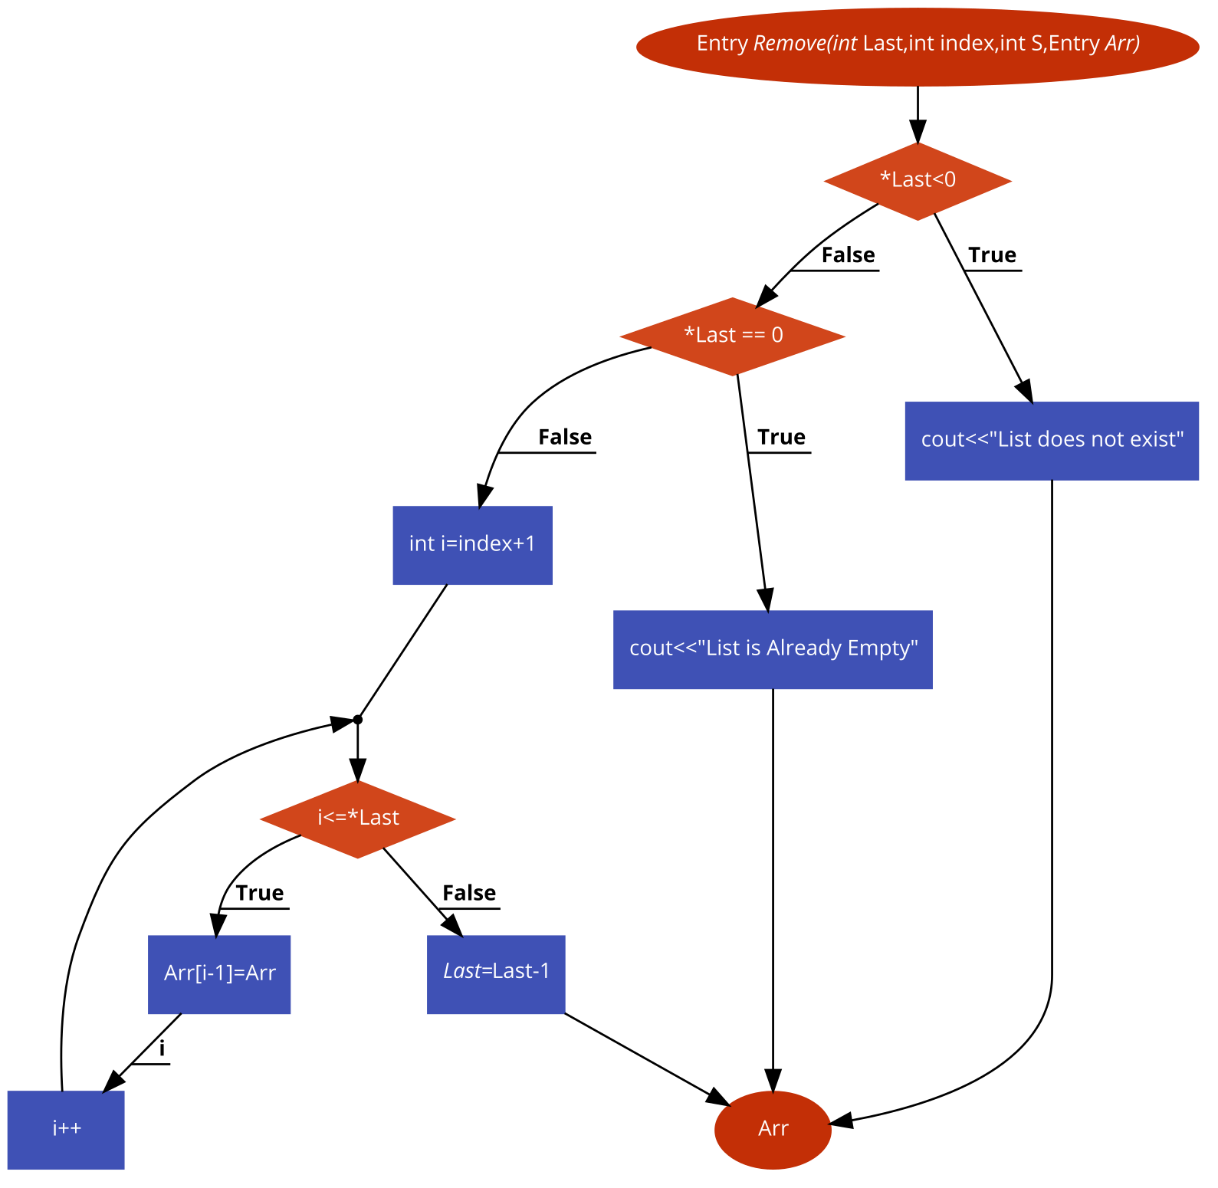 Entry Remove(int Last,int index,int S,Entry Arr)
*Last<0
False
True
*Last == 0
False
True
cout<<"List does not exist"
int i=index+1
cout<<"List is Already Empty"
i<=*Last
True
False
Arr[i-1]=Arr
Last=Last-1
i
i++
Arr